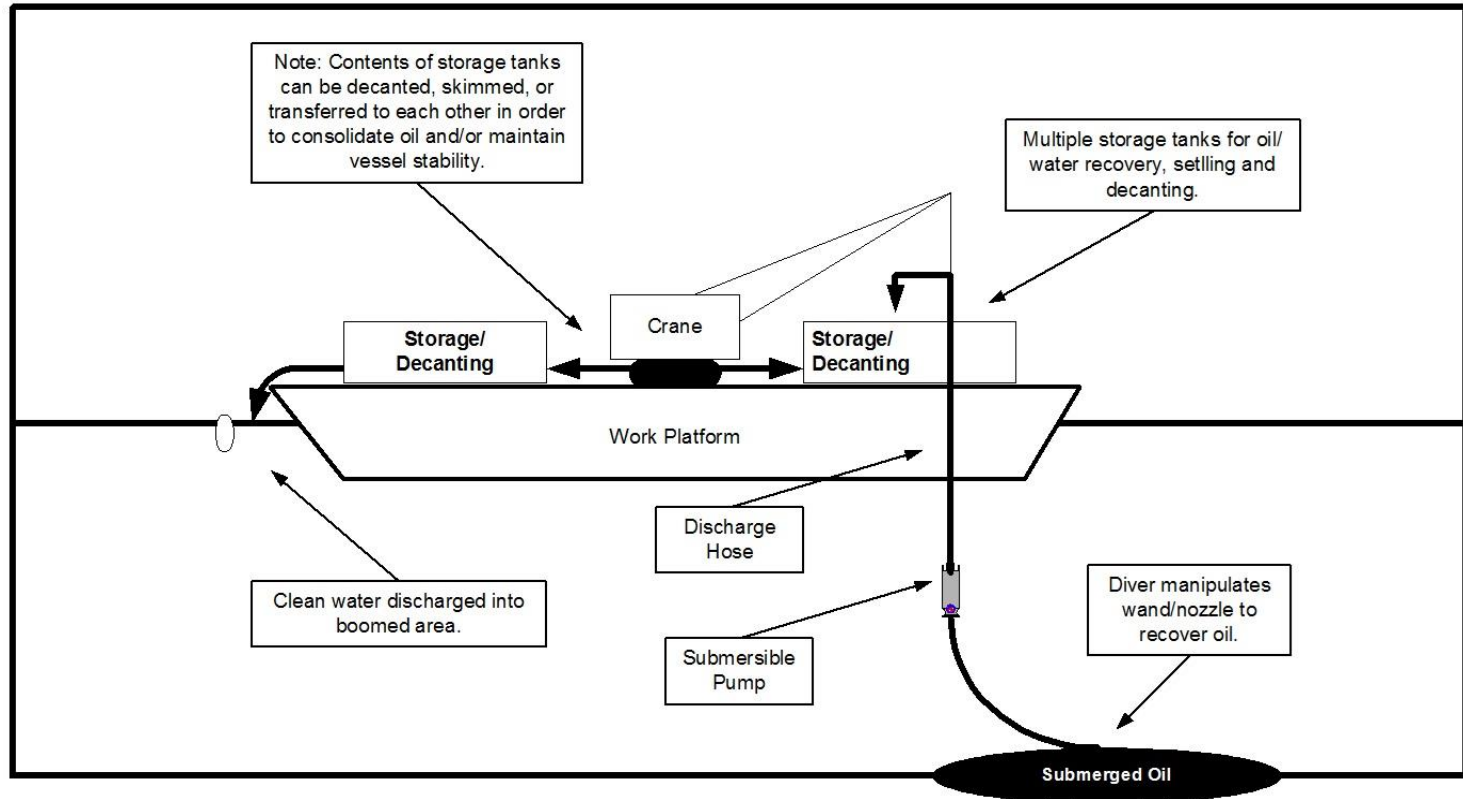 Note: Contents of storage tanks
can be decanted, skimmed, or
transferred to each other in order
to consolidate oil and/or maintain
vessel stability.
Multiple storage tanks for oil/
water recovery, setlling and
decanting.
Crane
Storage/
Decanting
Storage/
Decanting
Work Platform
Discharge
Hose
Clean water discharged into
boomed area.
Diver manipulates
wand/nozzle to
recover oil.
Submersible
Pump
Submerged Oil